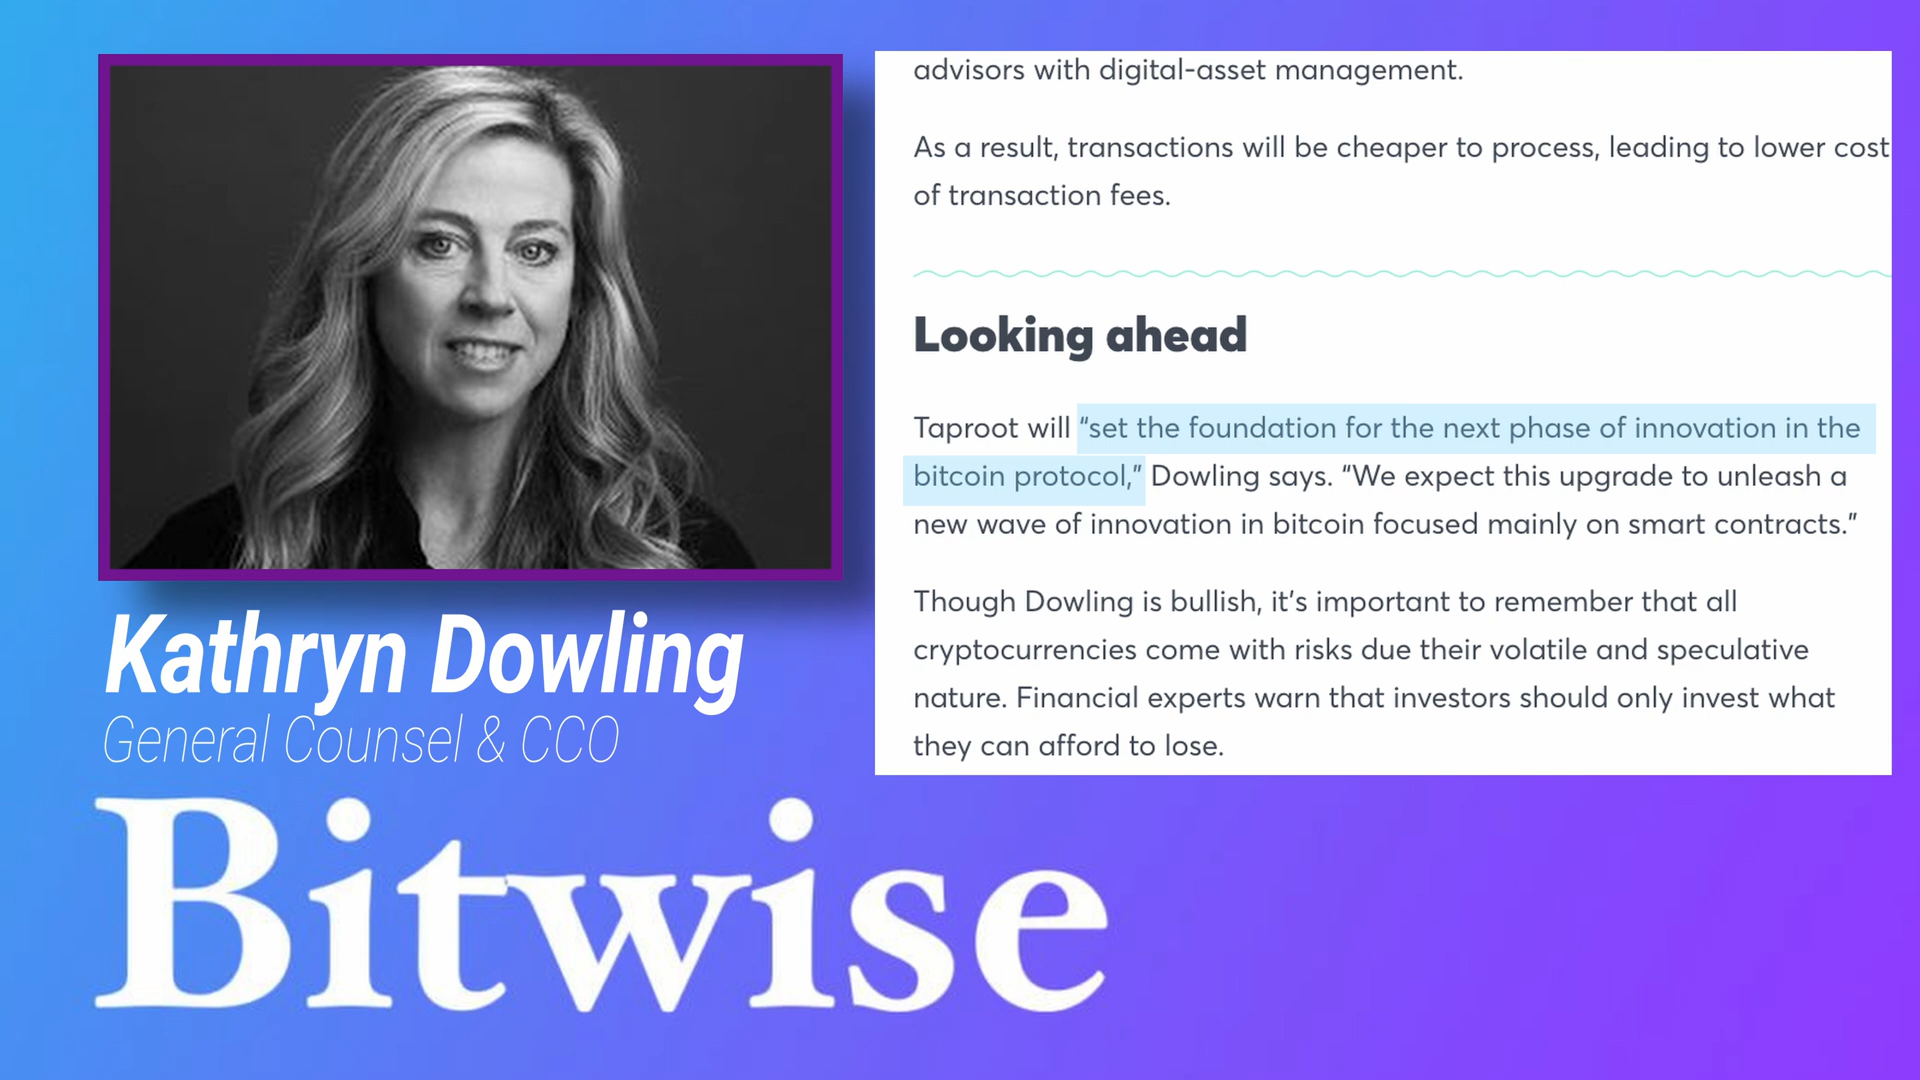 advisors with digital-asset management.
As a result, transactions will be cheaper to process, leading to lower cost
of transaction fees.
Looking ahead
Taproot will “set the foundation for the next phase of innovation in the
bitcoin protocol,” Dowling says. “We expect this upgrade to unleash a
new wave of innovation in bitcoin focused mainly on smart contracts.”
Though Dowling is bullish, it’s important to remember that all
cryptocurrencies come with risks due their volatile and speculative
nature. Financial experts warn that investors should only invest what
they can afford to lose.
Kathryn Dowling
General Counsel & CCO
Bitwise